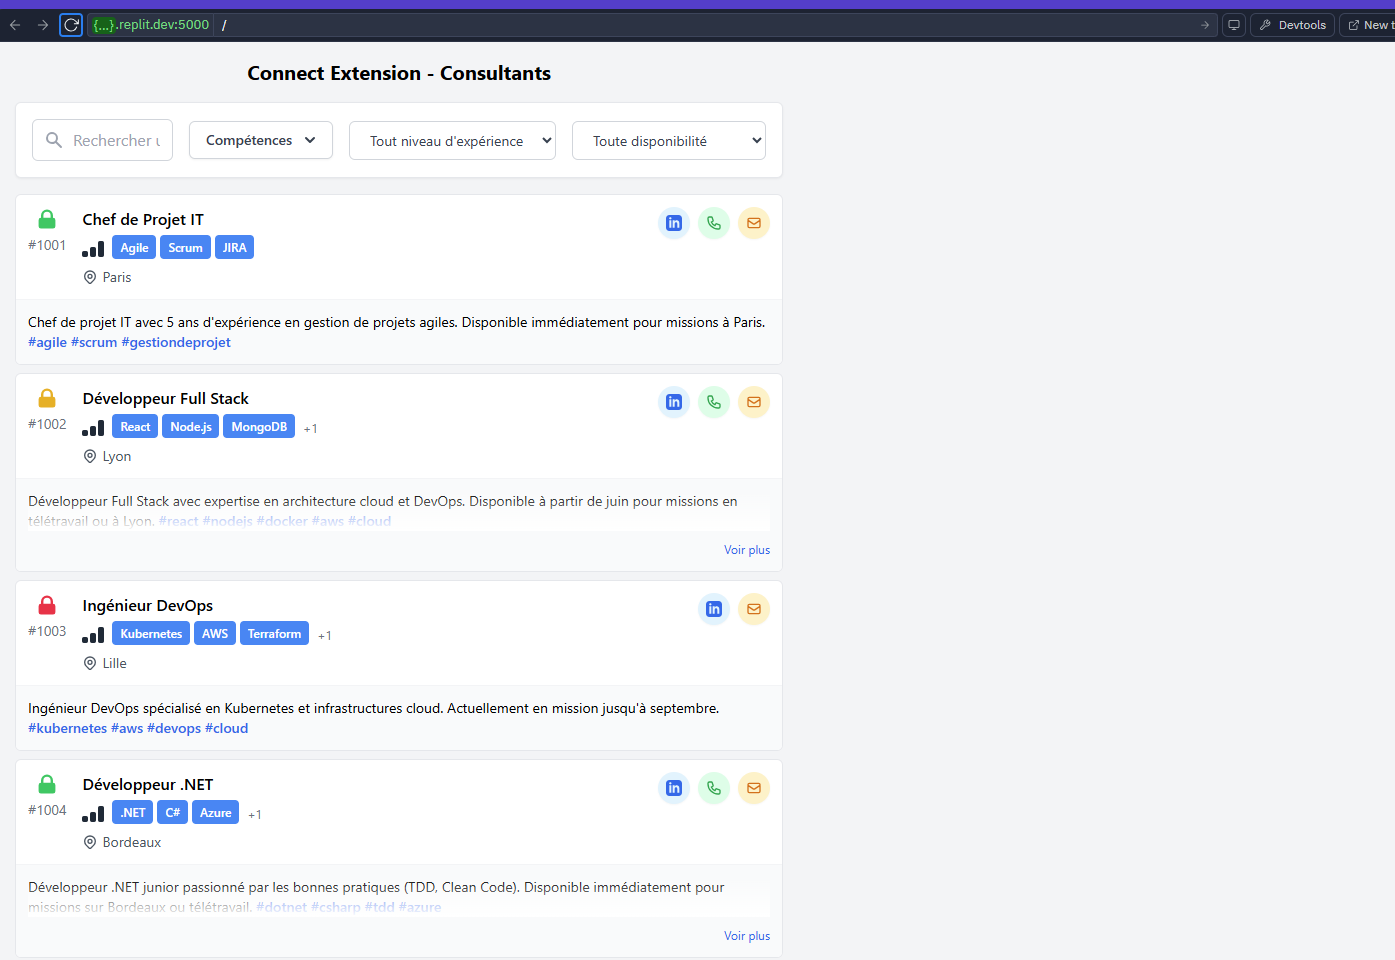 {...}.replit.dev:5000 /
Devtools
New t
Connect Extension - Consultants
Rechercher u
Compétences
Tout niveau d'expérience
Toute disponibilité
Chef de Projet IT
#1001
Agile Scrum JIRA
Paris
Chef de projet IT avec 5 ans d'expérience en gestion de projets agiles. Disponible immédiatement pour missions à Paris.
#agile #scrum #gestiondeprojet
Développeur Full Stack
#1002
React Node.js MongoDB +1
Lyon
Développeur Full Stack avec expertise en architecture cloud et DevOps. Disponible à partir de juin pour missions en
télétravail ou à Lyon. #react #nodejs #docker #aws #cloud
Voir plus
Ingénieur DevOps
#1003
Kubernetes AWS Terraform +1
Lille
Ingénieur DevOps spécialisé en Kubernetes et infrastructures cloud. Actuellement en mission jusqu'à septembre.
#kubernetes #aws #devops #cloud
Développeur .NET
#1004
.NET C# Azure +1
Bordeaux
Développeur .NET junior passionné par les bonnes pratiques (TDD, Clean Code). Disponible immédiatement pour
missions sur Bordeaux ou télétravail. #dotnet #csharp #tdd #azure
Voir plus